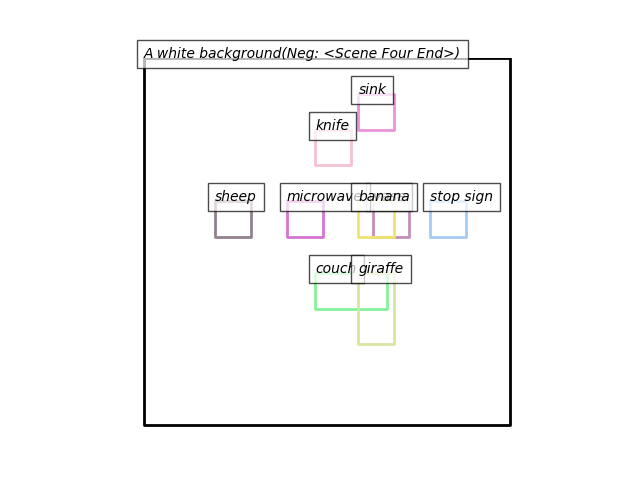 A white background(Neg: <Scene Four End>)
sink
knife
sheep
microwave
banana
stop sign
couch
giraffe